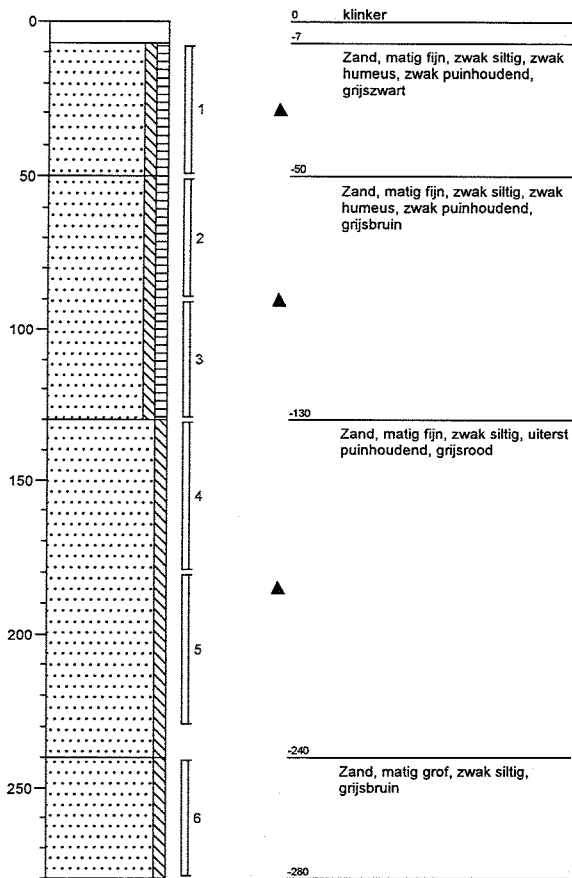 0
50
100
150
200
250
1
2
3
4
5
6
0 klinker
-7
Zand, matig fijn, zwak siltig, zwak
humeus, zwak puinhoudend,
grijszwart
-50
Zand, matig fijn, zwak siltig, zwak
humeus, zwak puinhoudend,
grijsbruin
-130
Zand, matig fijn, zwak siltig, uiterst
puinhoudend, grijsrood
-240
Zand, matig grof, zwak siltig,
grijsbruin
-280